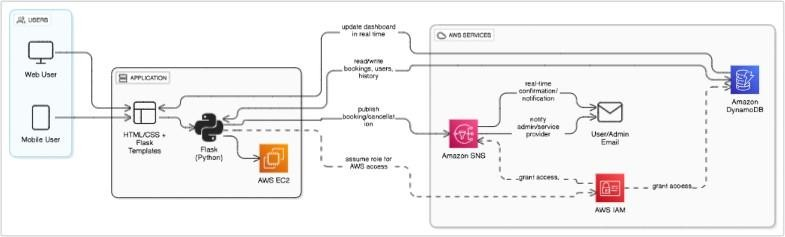 USERS
Web User
Mobile User
APPLICATION
HTML/CSS +
Flask
Templates
Flask
(Python)
AWS EC2
update dashboard
in real time
read/write
bookings, users,
history
publish
booking/cancellat
ion
assume role for
AWS access
AWS SERVICES
real-time
confirmation/
notification
notify
admin/service
provider
Amazon SNS
User/Admin
Email
Amazon
DynamoDB
grant access,
grant access
AWS IAM